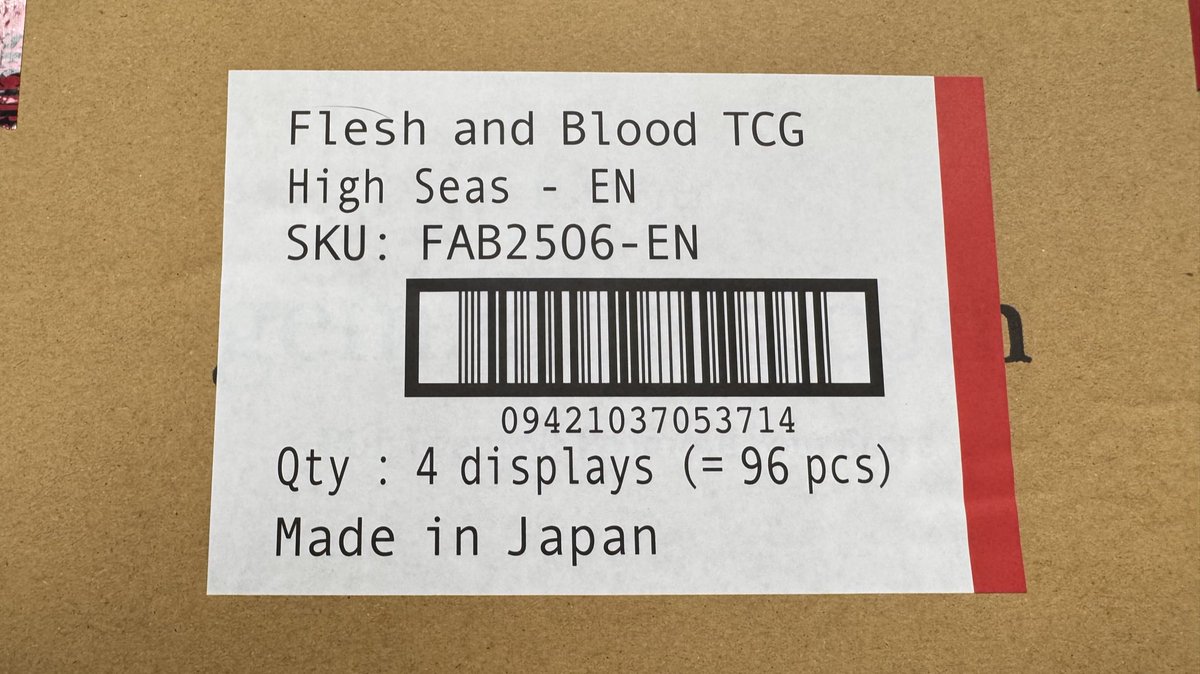 Flesh and Blood TCG
High Seas - EN
SKU: FAB2506-EN
09421037053714
Qty : 4 displays (= 96 pcs)
Made in Japan